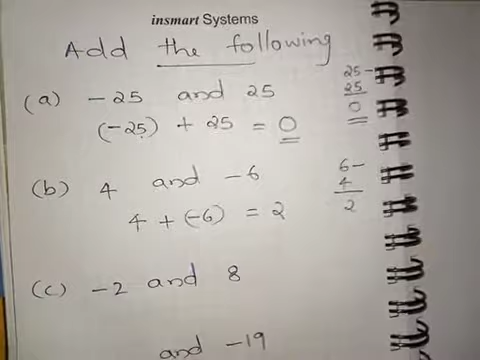 insmart Systems
Add the following
(a) -25 and 25
(-25) + 25 = 0
25-
25
0
(b) 4 and -6
4 + (-6) = 2
6-
4
2
(c) -2 and 8
and -19